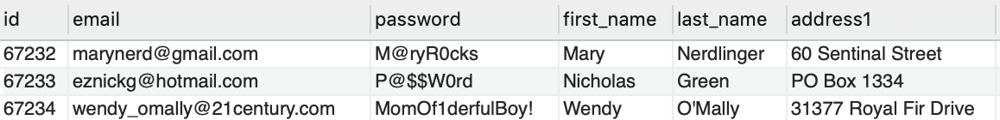 id email password first_name last_name address1
67232 marynerd@gmail.com M@ryR0cks Mary Nerdlinger 60 Sentinal Street
67233 eznickg@hotmail.com P@$$W0rd Nicholas Green PO Box 1334
67234 wendy_omally@21century.com MomOf1derfulBoy! Wendy O'Mally 31377 Royal Fir Drive